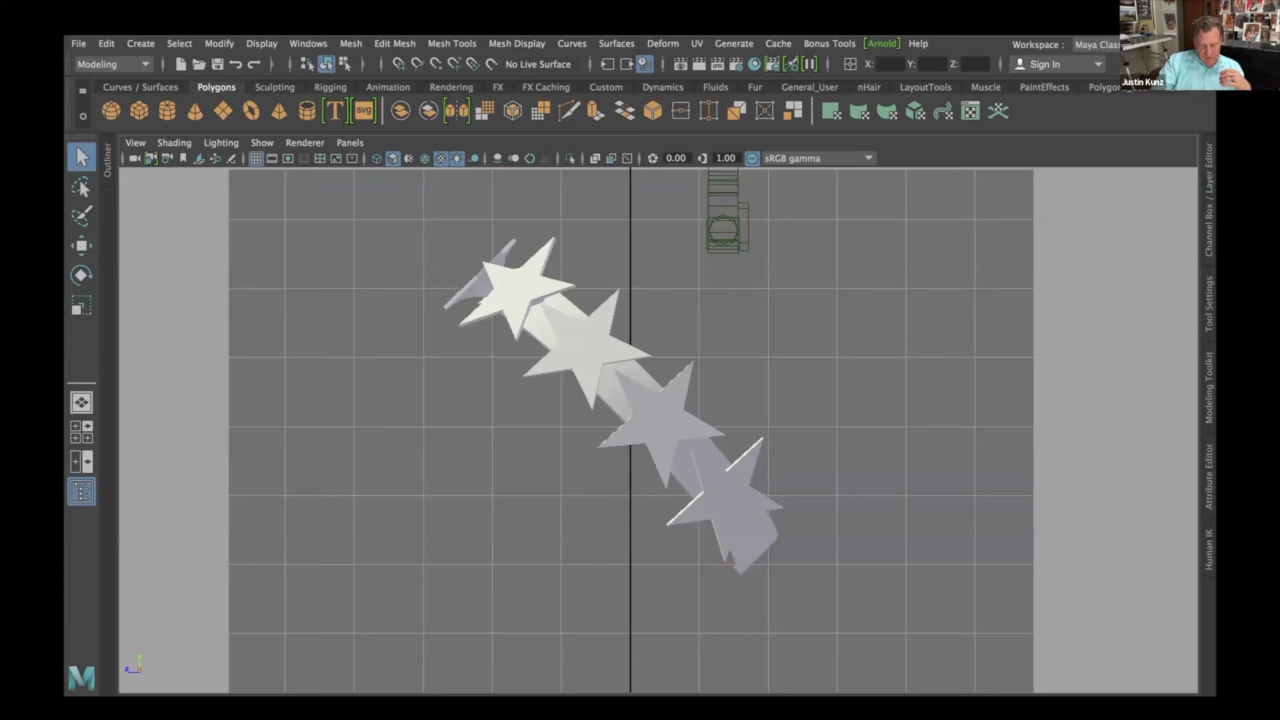 File Edit Create Select Modify Display Windows Mesh Edit Mesh Mesh Tools Mesh Display Curves Surfaces Deform UV Generate Cache Bonus Tools [Arnold] Help Workspace : Maya Clas
Modeling No Live Surface X: Y: Z: Sign In
Justin Kunz
Curves / Surfaces Polygons Sculpting Rigging Animation Rendering FX FX Caching Custom Dynamics Fluids Fur General_User nHair LayoutTools Muscle PaintEffects Polygo
T svg
View Shading Lighting Show Renderer Panels
0.00 1.00 sRGB gamma
Outliner
Channel Box / Layer Editor
Tool Settings
Modeling Toolkit
Attribute Editor
Human IK
M